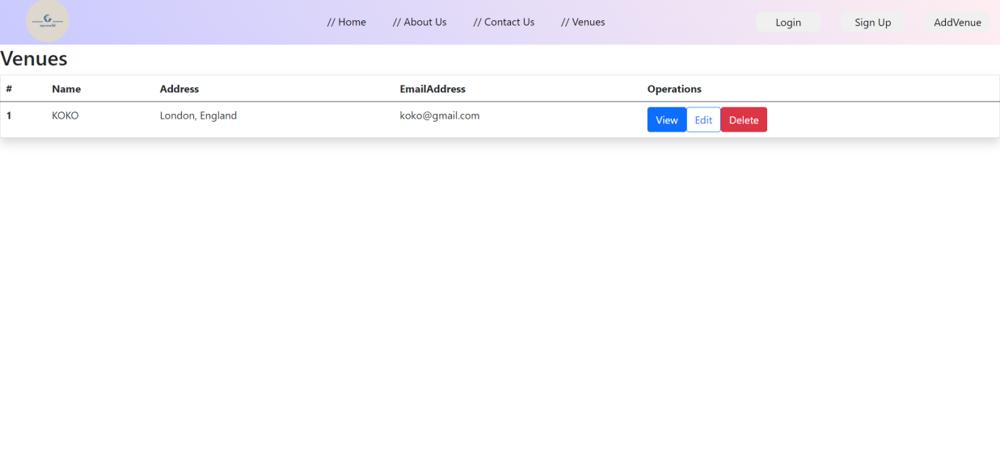 // Home // About Us // Contact Us // Venues Login Sign Up AddVenue
Venues
# Name Address EmailAddress Operations
1 KOKO London, England koko@gmail.com View Edit Delete